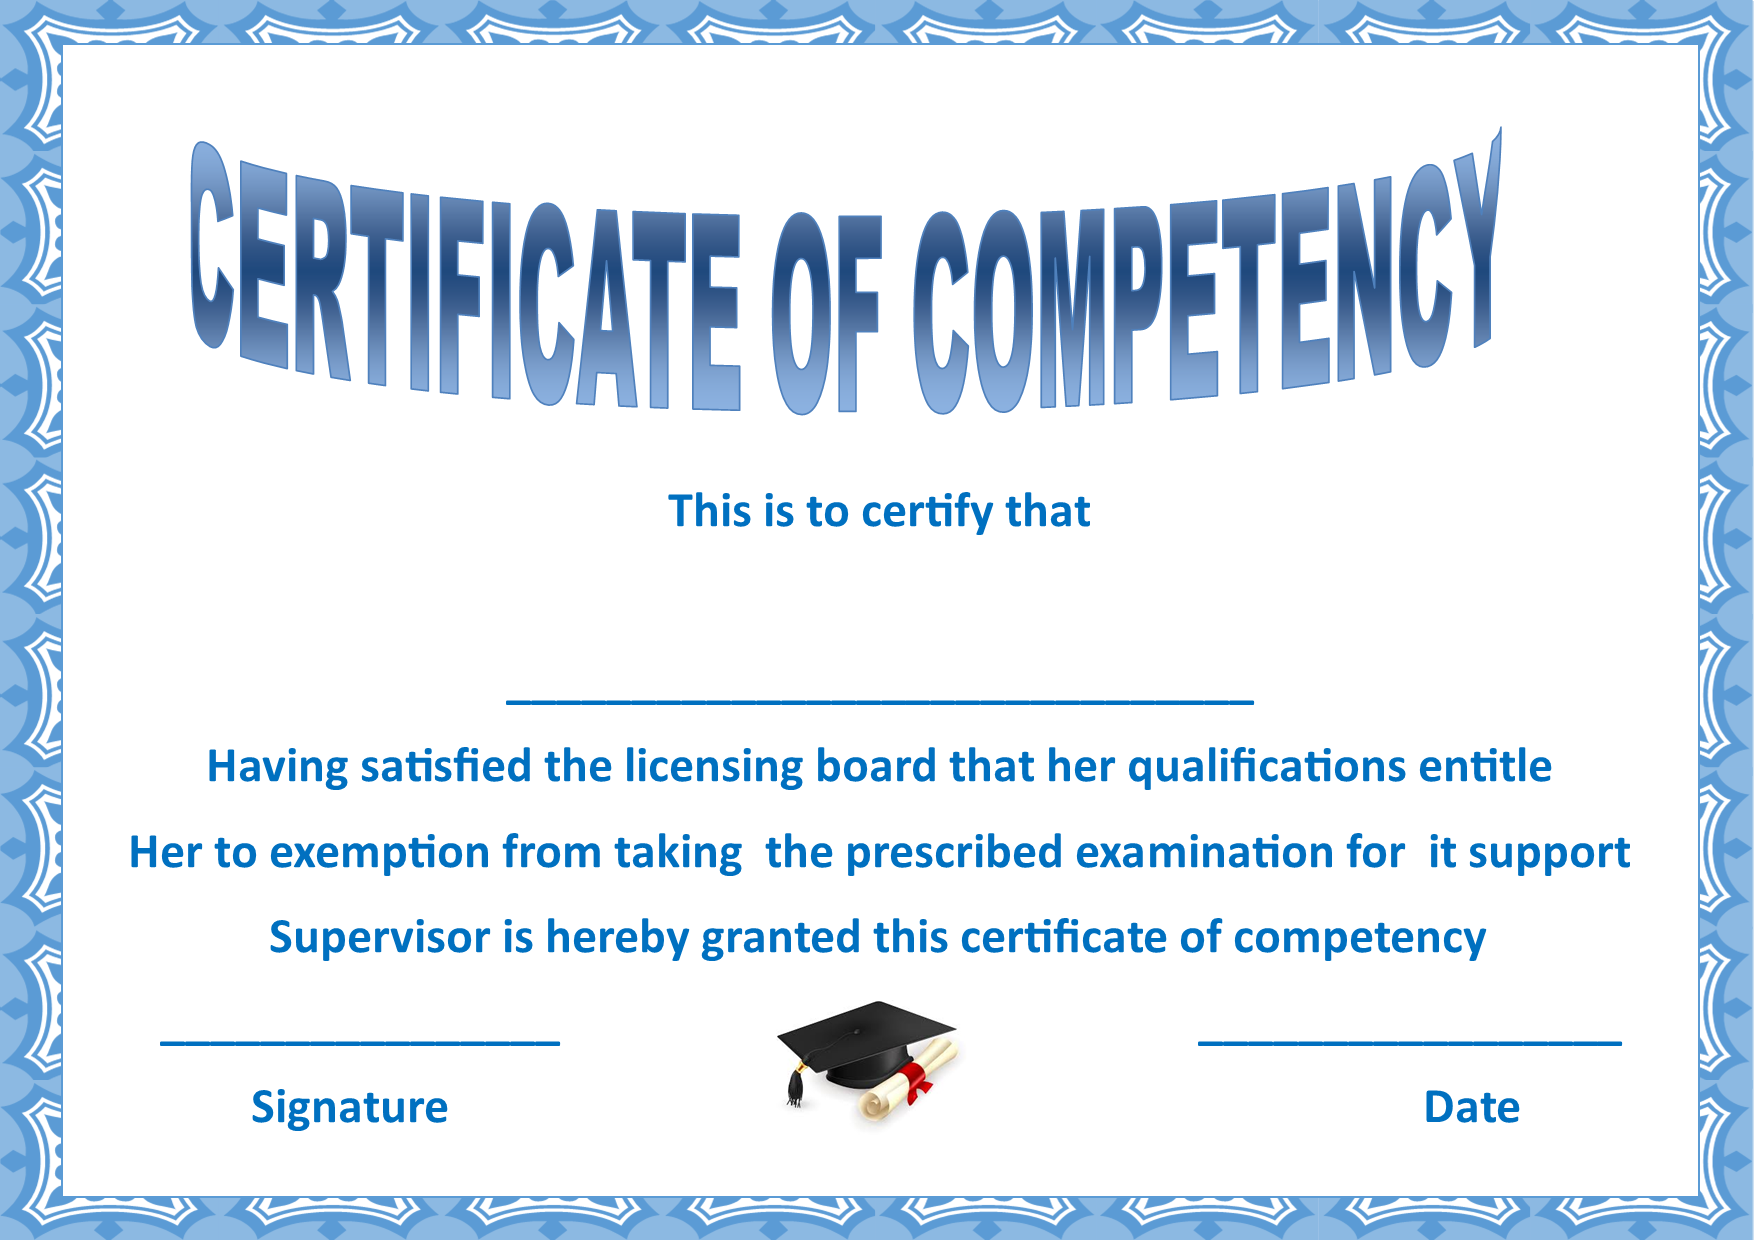 CERTIFICATE OF COMPETENCY
This is to certify that
______________________________
Having satisfied the licensing board that her qualifications entitle
Her to exemption from taking  the prescribed examination for  it support
Supervisor is hereby granted this certificate of competency
________________ _________________
Signature Date